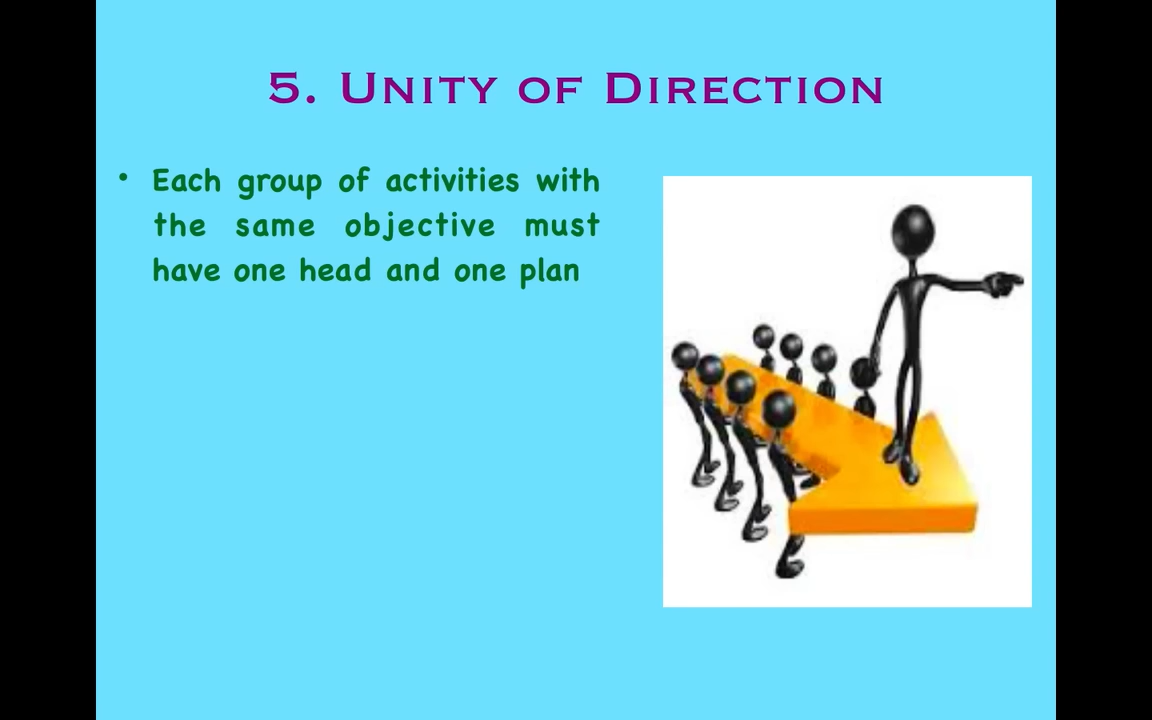 5. Unity of Direction
• Each group of activities with
the same objective must
have one head and one plan